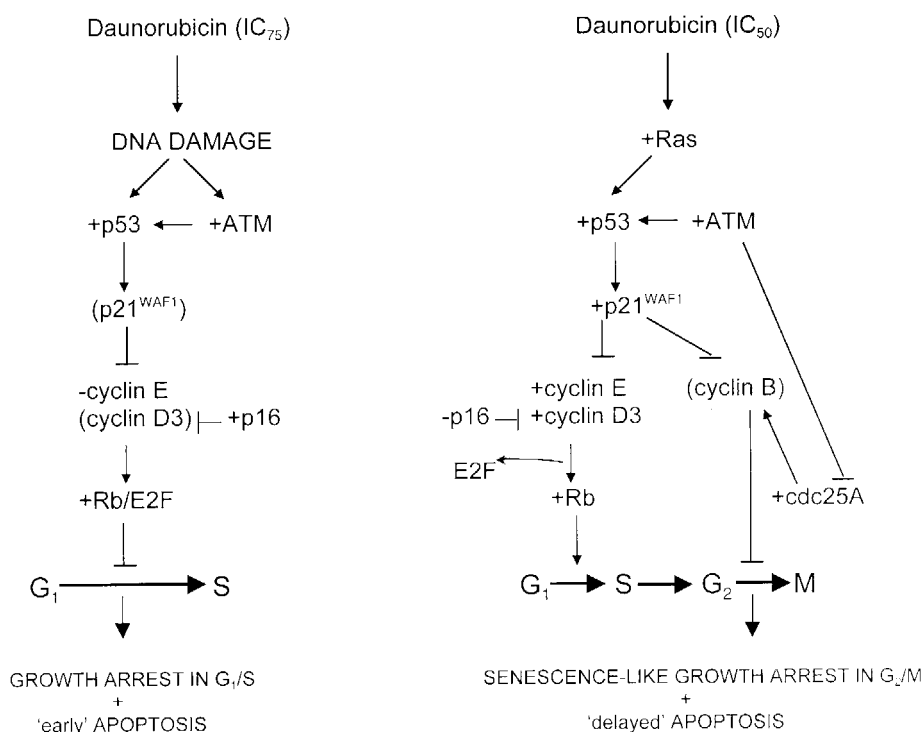 Daunorubicin (IC75)
DNA DAMAGE
+p53
+ATM
(p21WAF1)
-cyclin E
(cyclin D3)
+p16
+Rb/E2F
G1
S
GROWTH ARREST IN G1/S
+
'early' APOPTOSIS
Daunorubicin (IC50)
+Ras
+p53
+ATM
+p21WAF1
+cyclin E
(cyclin B)
-p16
+cyclin D3
E2F
+cdc25A
+Rb
G1
S
G2
M
SENESCENCE-LIKE GROWTH ARREST IN G2/M
+
'delayed' APOPTOSIS